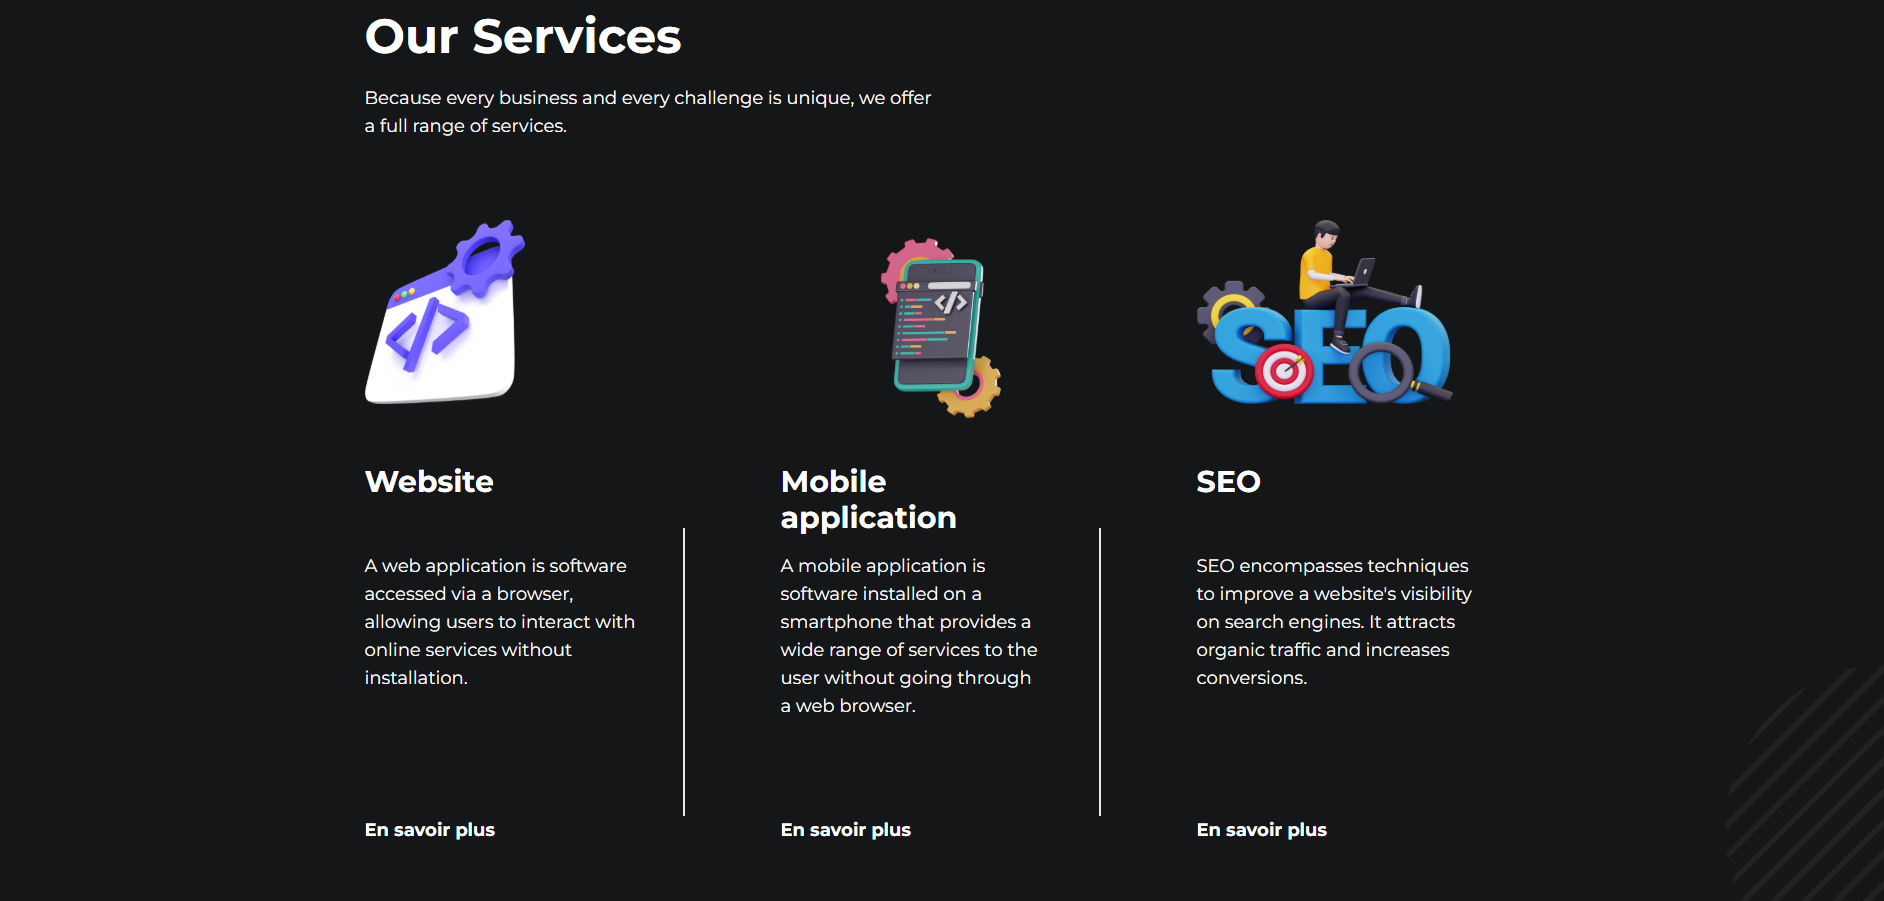 Our Services
Because every business and every challenge is unique, we offer
a full range of services.
SEO
Website
A web application is software
accessed via a browser,
allowing users to interact with
online services without
installation.
En savoir plus
Mobile
application
A mobile application is
software installed on a
smartphone that provides a
wide range of services to the
user without going through
a web browser.
En savoir plus
SEO
SEO encompasses techniques
to improve a website's visibility
on search engines. It attracts
organic traffic and increases
conversions.
En savoir plus